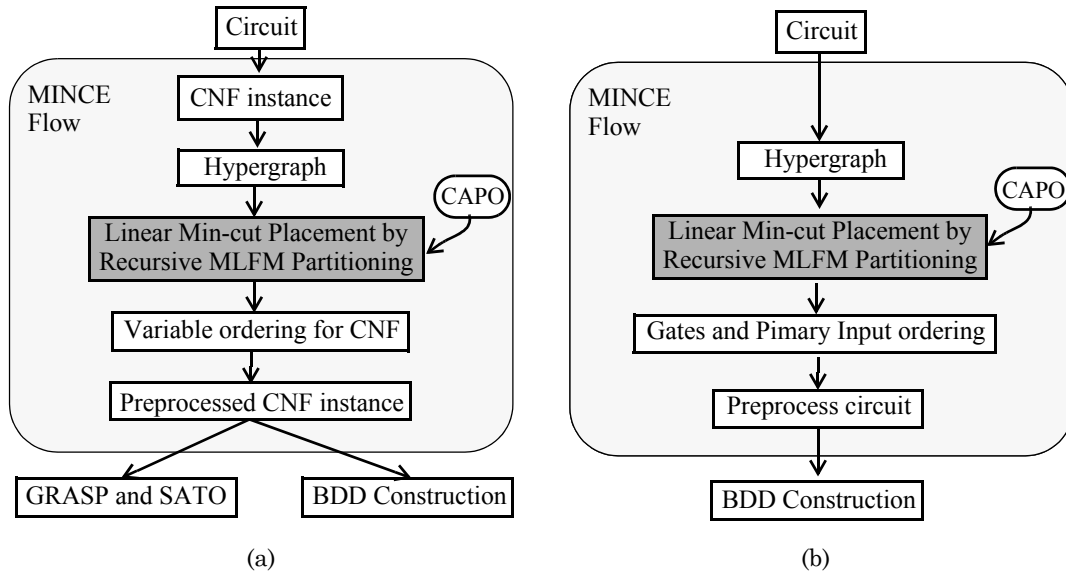 Circuit
MINCE
Flow
CNF instance
Hypergraph
CAPO
Linear Min-cut Placement by
Recursive MLFM Partitioning
Variable ordering for CNF
Preprocessed CNF instance
GRASP and SATO
BDD Construction
(a)
Circuit
MINCE
Flow
Hypergraph
CAPO
Linear Min-cut Placement by
Recursive MLFM Partitioning
Gates and Pimary Input ordering
Preprocess circuit
BDD Construction
(b)